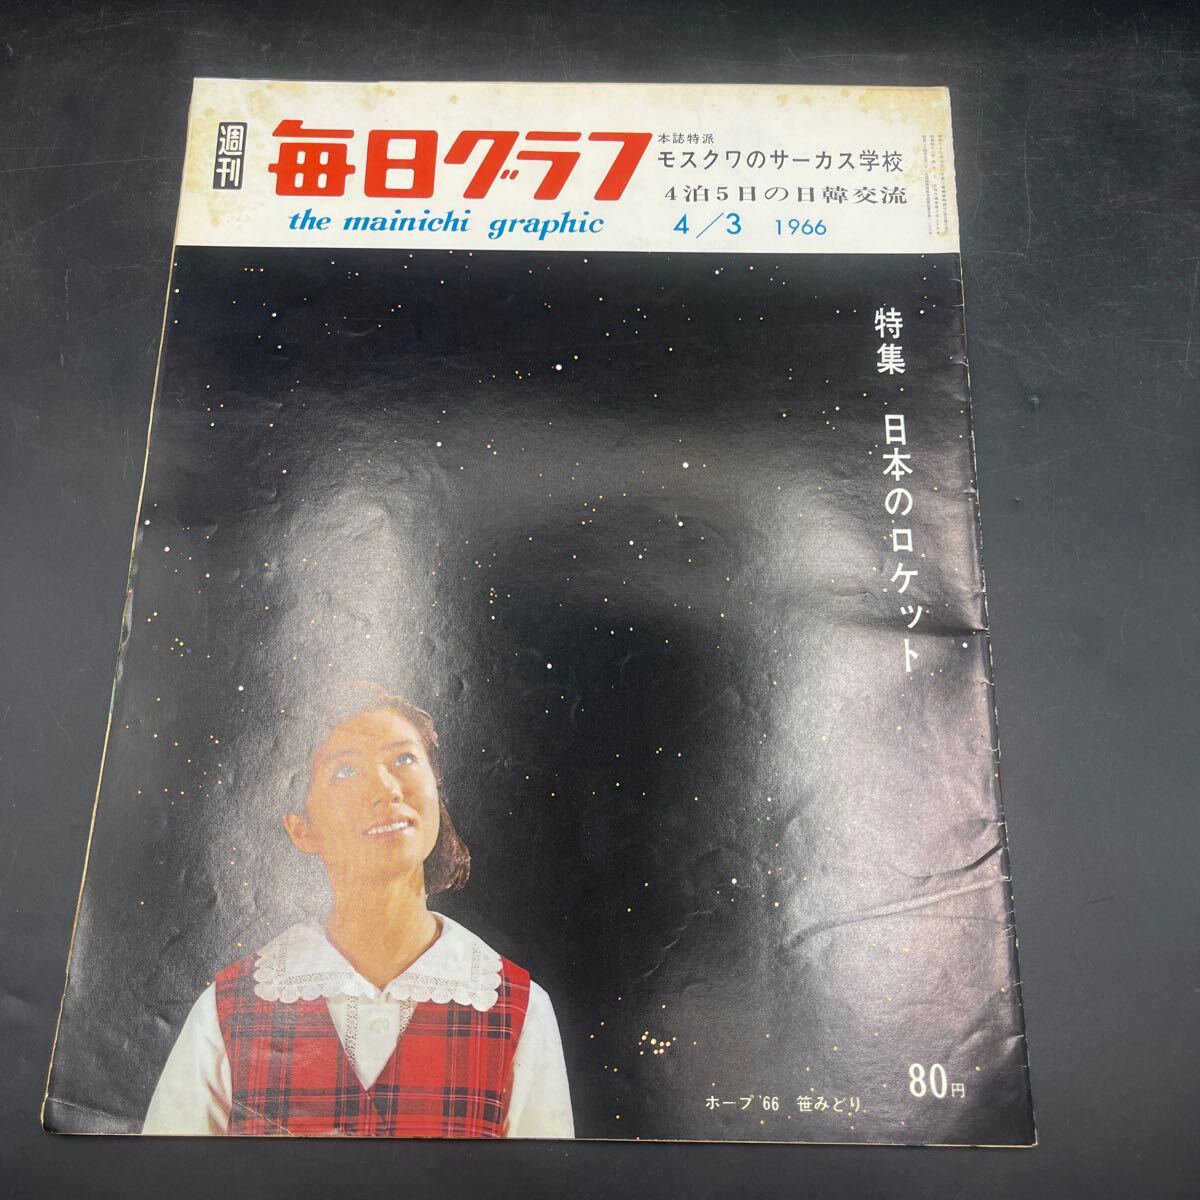 週刊
毎日グラフ
the mainichi graphic
本誌特派
モスクワのサーカス学校
4泊5日の日韓交流
4/3 1966
特集 日本のロケット
80円
ホープ'66 笹みどり